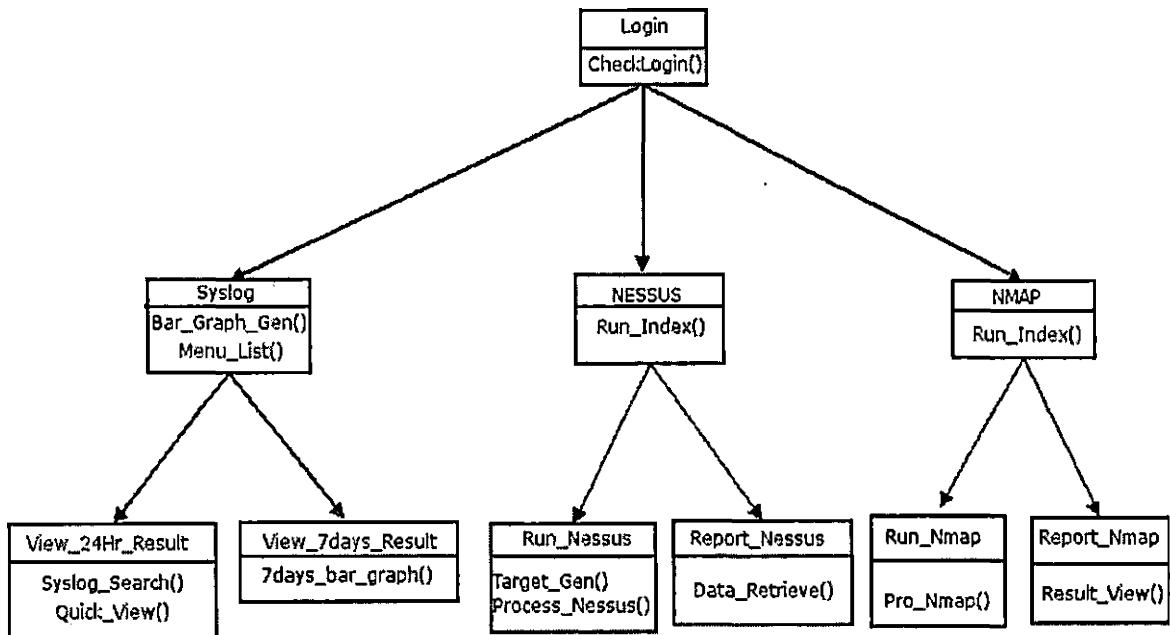 Login
CheckLogin()
Syslog
Bar_Graph_Gen()
Menu_List()
NESSUS
Run_Index()
NMAP
Run_Index()
View_24Hr_Result
Syslog_Search()
Quick_View()
View_7days_Result
7days_bar_graph()
Run_Nessus
Target_Gen()
Process_Nessus()
Report_Nessus
Data_Retrieve()
Run_Nmap
Pro_Nmap()
Report_Nmap
Result_View()